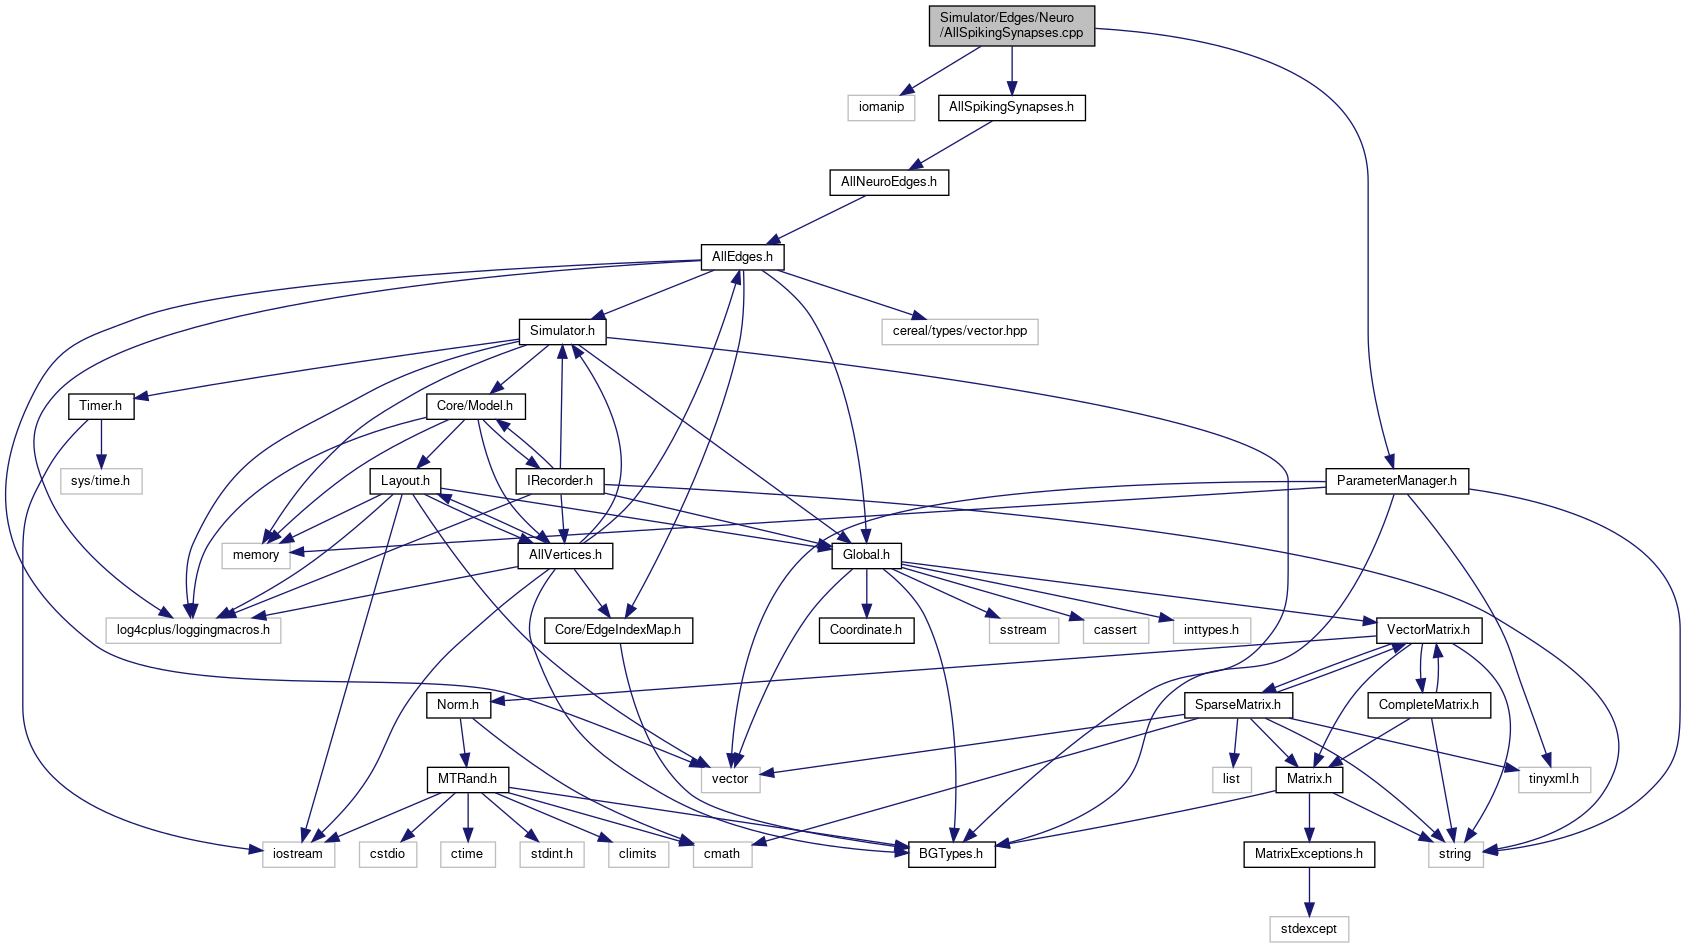 Simulator/Edges/Neuro
/AllSpikingSynapses.cpp
iomanip
AllSpikingSynapses.h
AllNeuroEdges.h
AllEdges.h
Simulator.h
cereal/types/vector.hpp
Timer.h
Core/Model.h
sys/time.h
Layout.h
IRecorder.h
ParameterManager.h
memory
AllVertices.h
Global.h
log4cplus/loggingmacros.h
Core/EdgeIndexMap.h
Coordinate.h
sstream
cassert
inttypes.h
VectorMatrix.h
Norm.h
SparseMatrix.h
CompleteMatrix.h
MTRand.h
vector
list
Matrix.h
tinyxml.h
iostream
cstdio
ctime
stdint.h
climits
cmath
BGTypes.h
MatrixExceptions.h
string
stdexcept